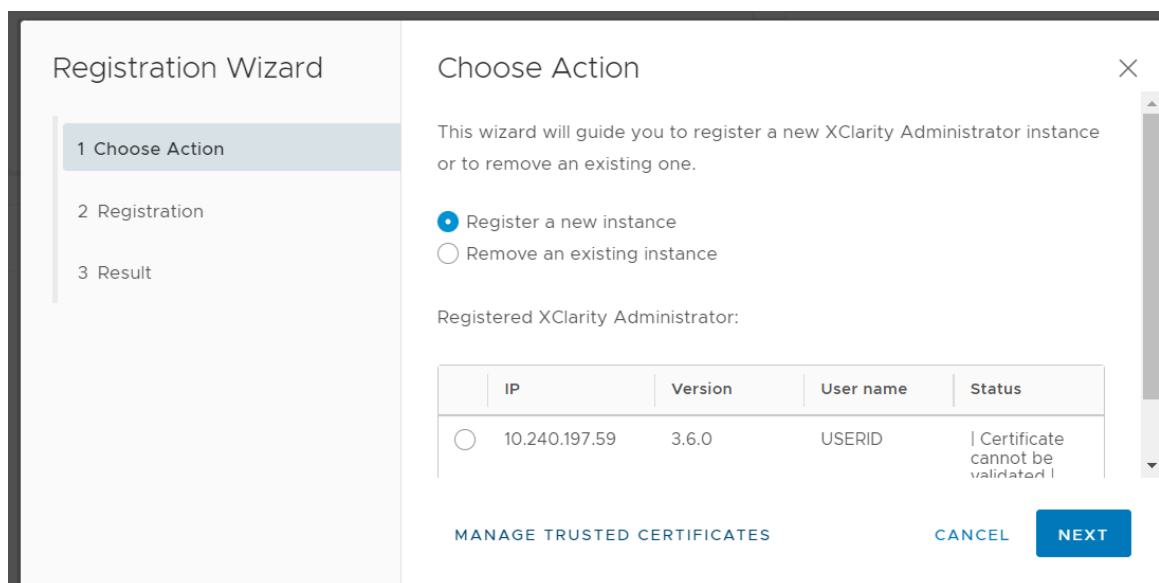 Registration Wizard
1 Choose Action
2 Registration
3 Result
Choose Action
This wizard will guide you to register a new XClarity Administrator instance
or to remove an existing one.
Register a new instance
Remove an existing instance
Registered XClarity Administrator:
IP Version User name Status
10.240.197.59 3.6.0 USERID | Certificate
cannot be
validated |
MANAGE TRUSTED CERTIFICATES CANCEL NEXT